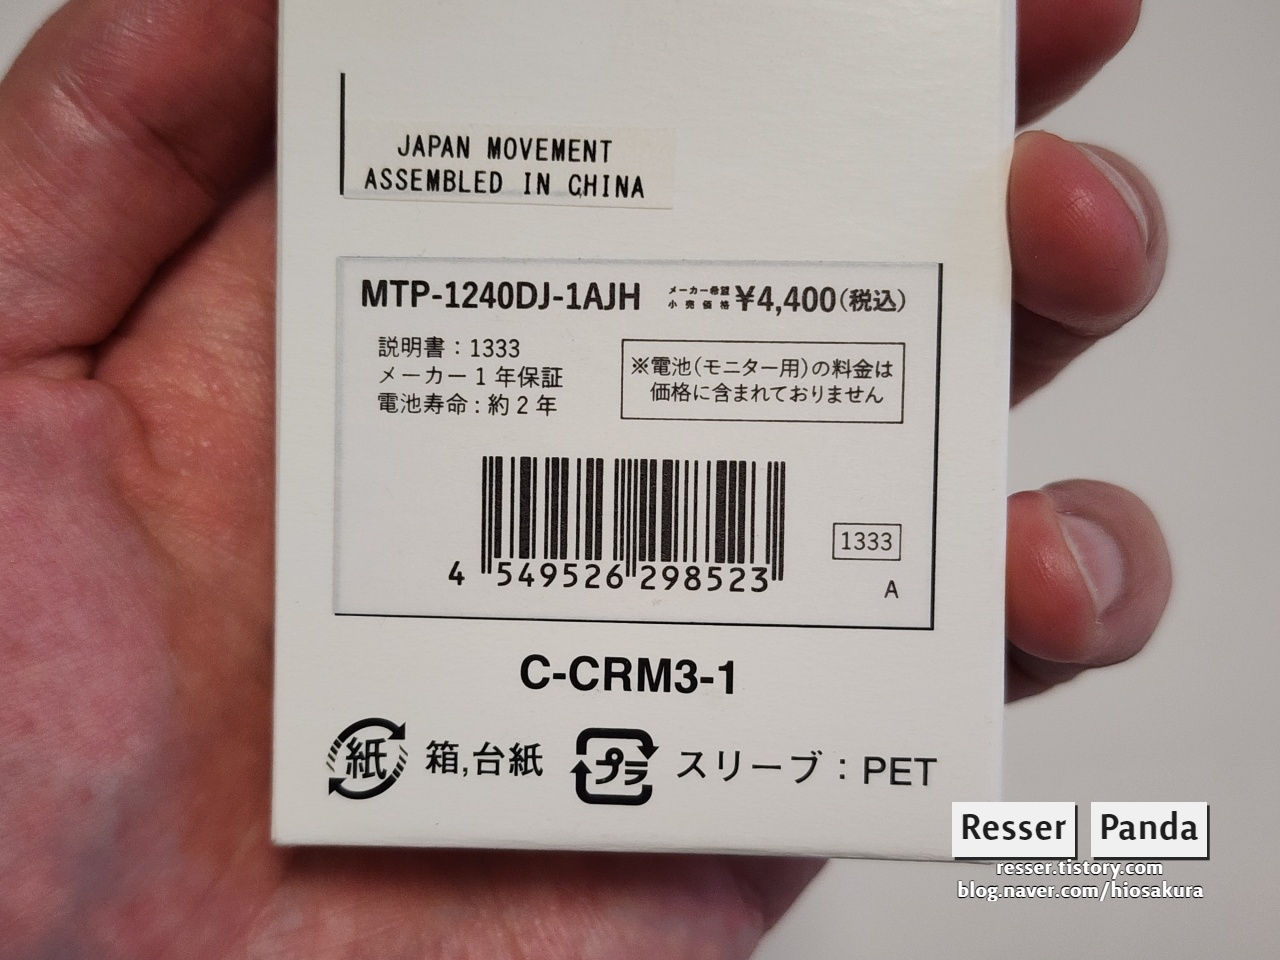 JAPAN MOVEMENT
ASSEMBLED IN CHINA
MTP-1240DJ-1AJH メーカー希望小売価格 ¥4,400(税込)
説明書：1333
メーカー1年保証
電池寿命：約2年
※電池(モニター用)の料金は
価格に含まれておりません
4 549526 298523
1333
A
C-CRM3-1
紙 箱,台紙 プラ スリーブ：PET
Resser Panda
resser.tistory.com
blog.naver.com/hiosakura